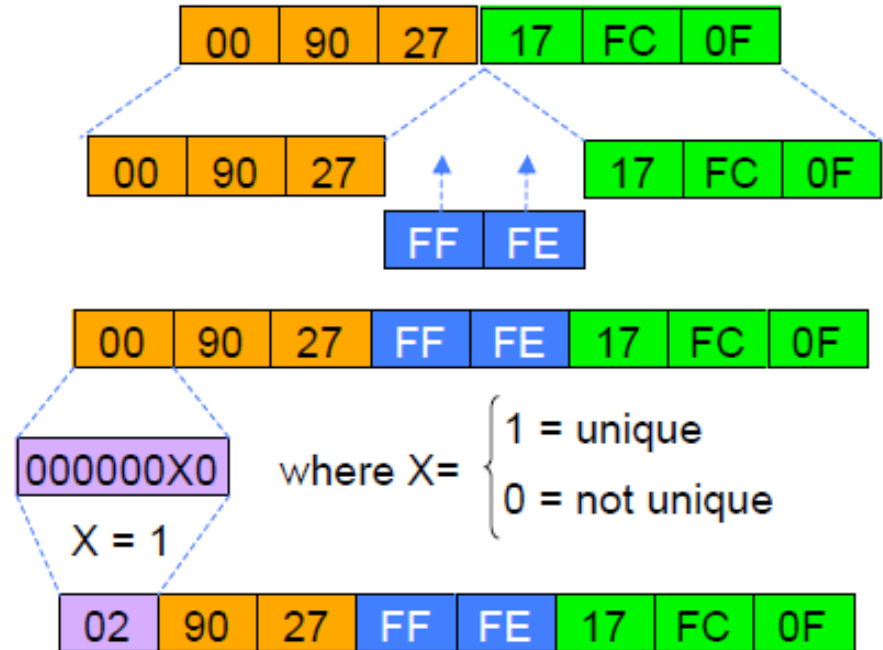 00 90 27 17 FC 0F
00 90 27 17 FC 0F
FF FE
00 90 27 FF FE 17 FC 0F
1 = unique
000000X0 where X=
0 = not unique
X = 1
02 90 27 FF FE 17 FC 0F